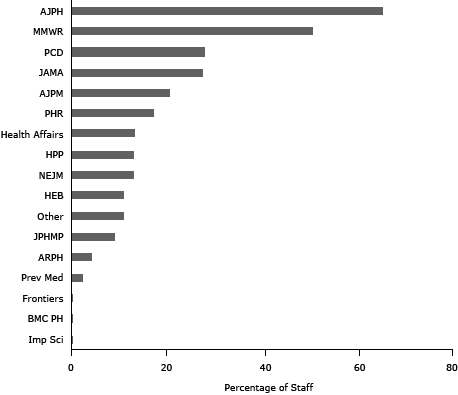 AJPH
MMWR
PCD
JAMA
AJPM
PHR
Health Affairs
HPP
NEJM
HEB
Other
JPHMP
ARPH
Prev Med
Frontiers
BMC PH
Imp Sci
0 20 40 60 80
Percentage of Staff